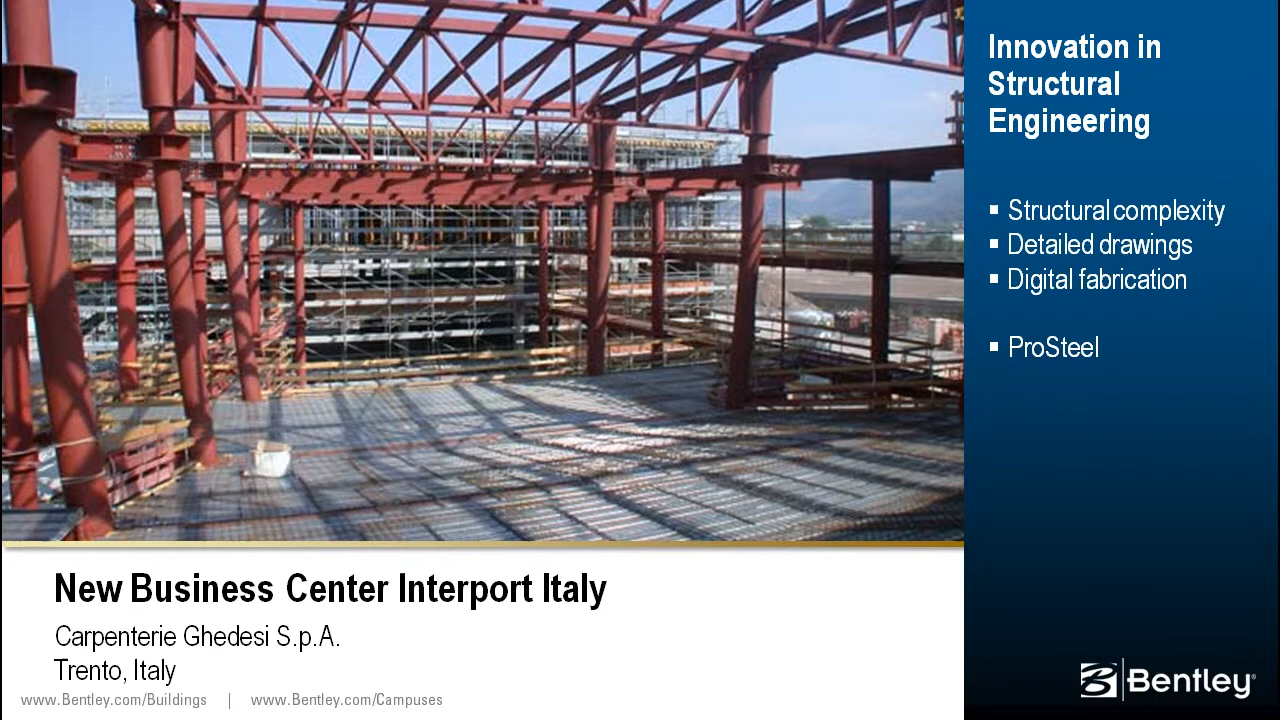 Innovation in
Structural
Engineering
▪ Structural complexity
▪ Detailed drawings
▪ Digital fabrication
▪ ProSteel
New Business Center Interport Italy
Carpenterie Ghedesi S.p.A.
Trento, Italy
www.Bentley.com/Buildings | www.Bentley.com/Campuses
Bentley®